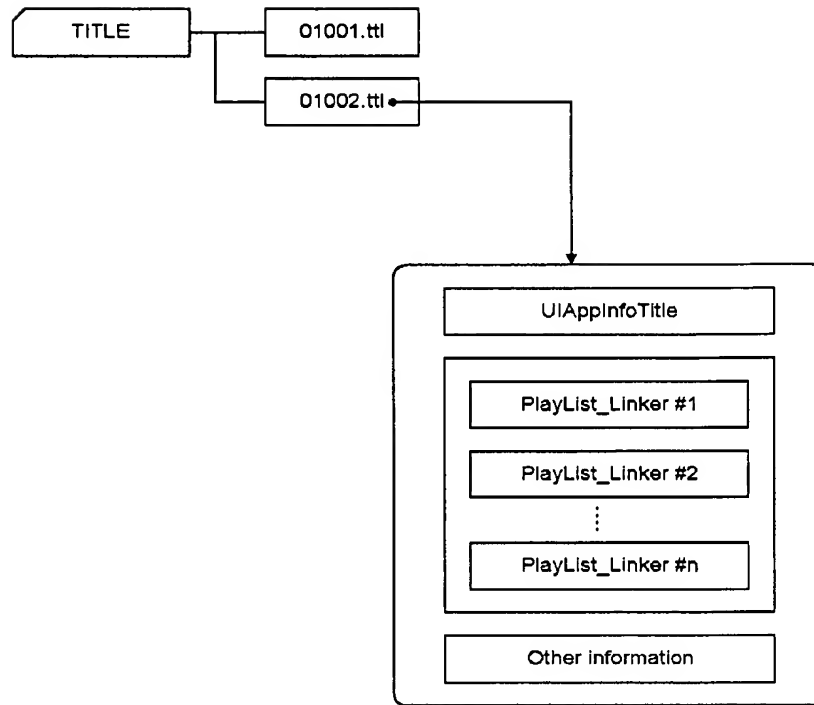 TITLE
01001.ttl
01002.ttl
UIAppInfoTitle
PlayList_Linker #1
PlayList_Linker #2
PlayList_Linker #n
Other information